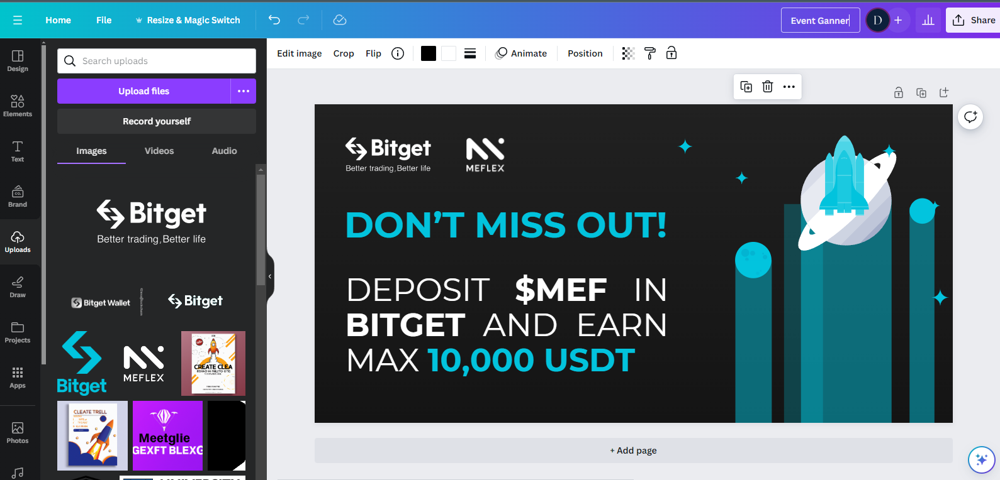 Home File Resize & Magic Switch Event Ganner D Share
Design
Elements
Text
Brand
Uploads
Draw
Projects
Apps
Photos
Search uploads
Upload files
Record yourself
Images Videos Audio
Bitget
Better trading, Better life
Bitget Wallet
Bitget
Bitget
MEFLEX
CREATE CLEA
CLEATE TRELL
Meetglie
GEXFT BLEXG
Edit image Crop Flip Animate Position
Bitget
Better trading, Better life
MEFLEX
DON'T MISS OUT!
DEPOSIT $MEF IN
BITGET AND EARN
MAX 10,000 USDT
+ Add page